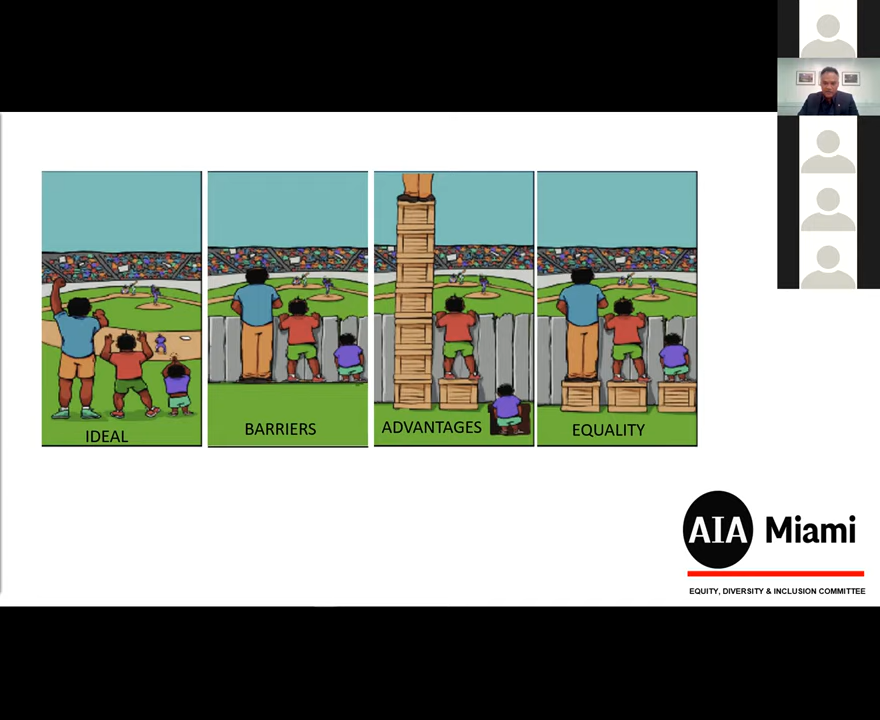 IDEAL
BARRIERS
ADVANTAGES
EQUALITY
AIA Miami
EQUITY, DIVERSITY & INCLUSION COMMITTEE